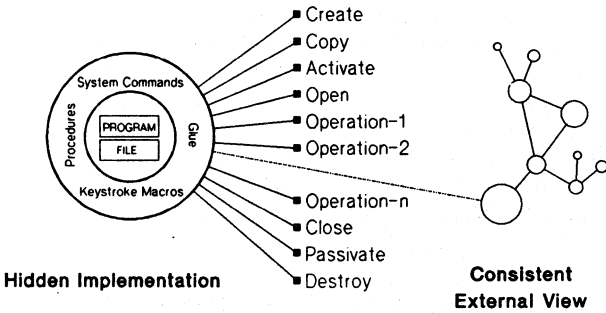 Create
Copy
Activate
Open
Operation-1
Operation-2
Operation-n
Close
Passivate
Destroy
System Commands
Procedures
Glue
PROGRAM
FILE
Keystroke Macros
Hidden Implementation
Consistent
External View